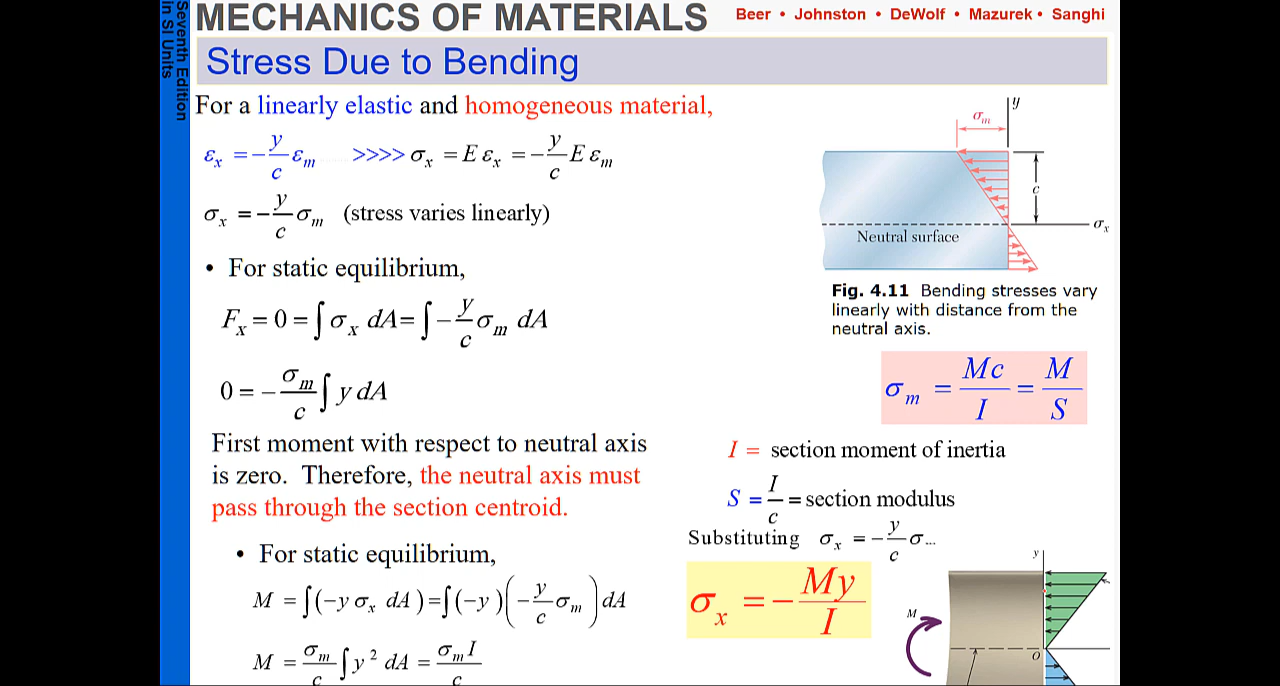 Seventh Edition
in SI Units
MECHANICS OF MATERIALS
Beer • Johnston • DeWolf • Mazurek • Sanghi
Stress Due to Bending
For a linearly elastic and homogeneous material,
εₓ = −y/c εₘ >>>> σₓ = E εₓ = −y/c E εₘ
σₓ = −y/c σₘ (stress varies linearly)
• For static equilibrium,
Fₓ = 0 = ∫ σₓ dA = ∫ −y/c σₘ dA
0 = −σₘ/c ∫ y dA
First moment with respect to neutral axis
is zero. Therefore, the neutral axis must
pass through the section centroid.
• For static equilibrium,
M = ∫(−y σₓ dA) = ∫(−y)(−y/c σₘ) dA
M = σₘ/c ∫ y² dA = σₘ I/c
y
σₘ
c
σₓ
Neutral surface
Fig. 4.11 Bending stresses vary
linearly with distance from the
neutral axis.
σₘ = Mc/I = M/S
I = section moment of inertia
S = I/c = section modulus
Substituting σₓ = −y/c σ...
σₓ = −My/I
y
M
O